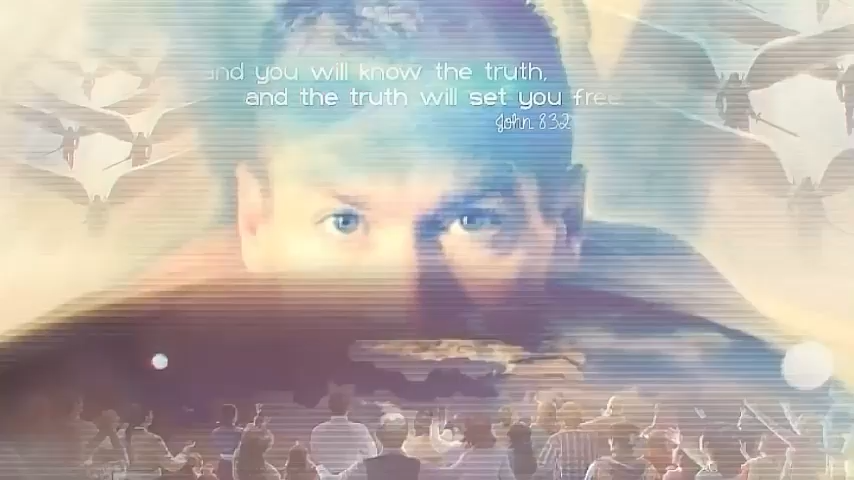 and you will know the truth,
and the truth will set you free
John 8:32